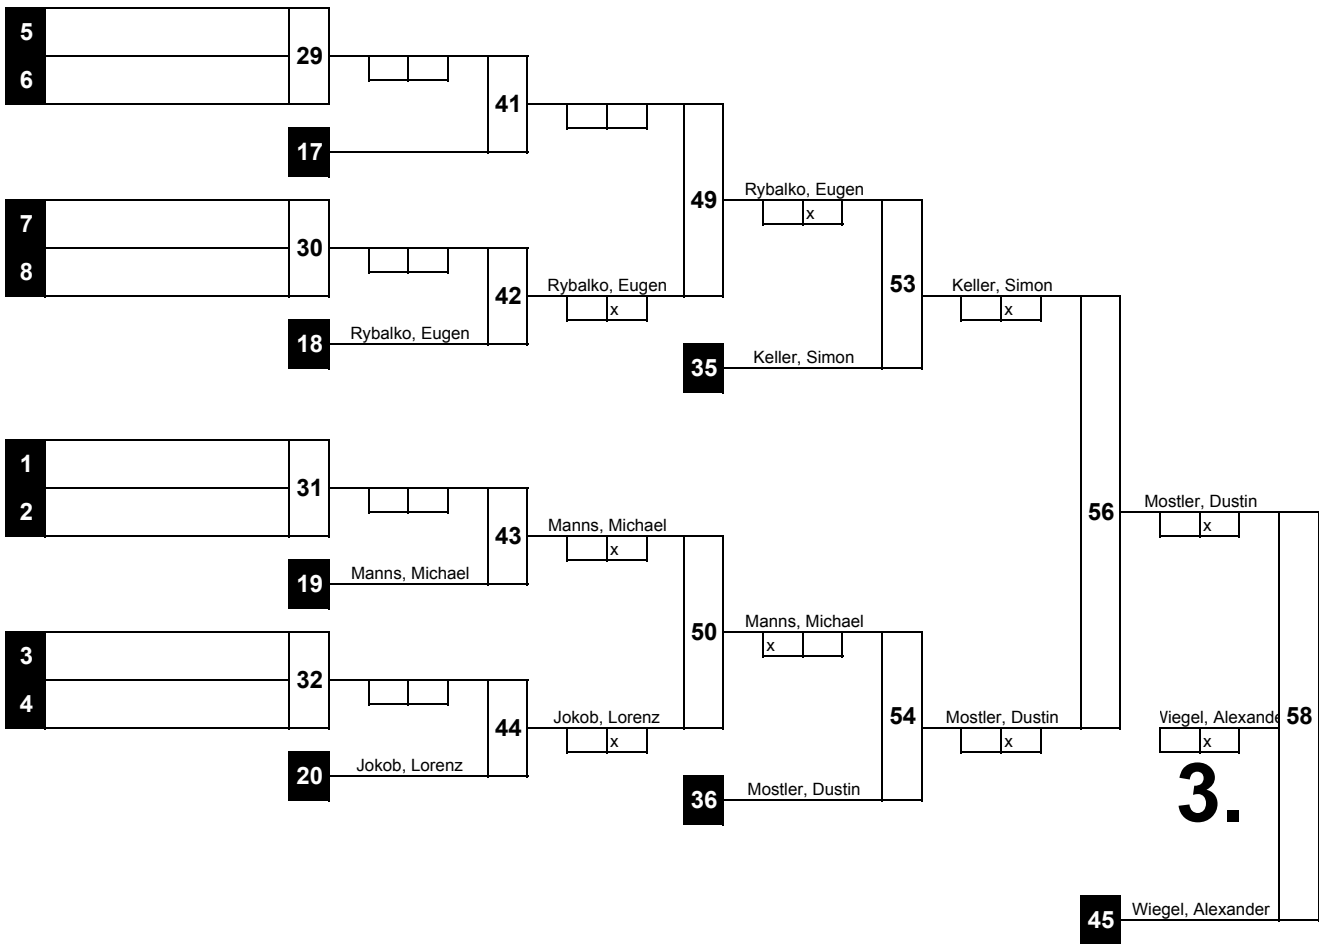 5
29
6
41
17
7
49
Rybalko, Eugen
x
30
8
42
Rybalko, Eugen
x
53
Keller, Simon
x
18
Rybalko, Eugen
35
Keller, Simon
1
31
2
43
Manns, Michael
x
56
Mostler, Dustin
x
19
Manns, Michael
3
50
Manns, Michael
x
32
4
44
Jokob, Lorenz
x
54
Mostler, Dustin
x
Wiegel, Alexande
x
58
20
Jokob, Lorenz
36
Mostler, Dustin
3.
45
Wiegel, Alexander